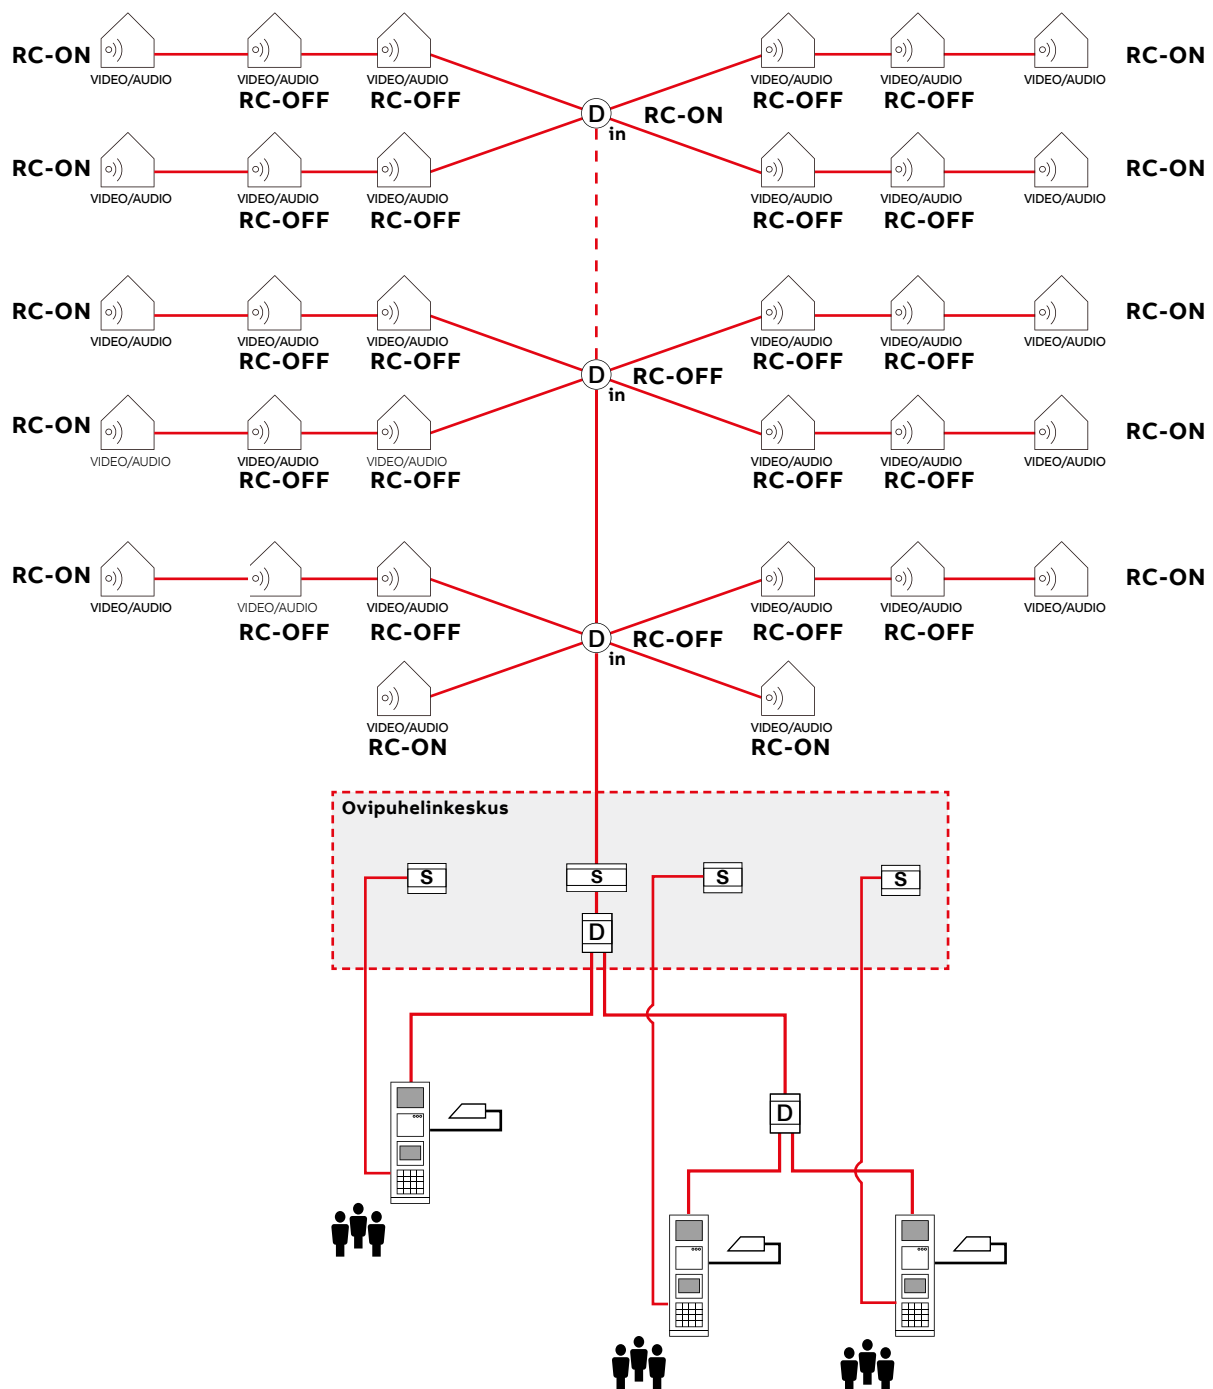 RC-ON VIDEO/AUDIO VIDEO/AUDIO VIDEO/AUDIO VIDEO/AUDIO VIDEO/AUDIO VIDEO/AUDIO RC-ON
RC-OFF RC-OFF RC-OFF RC-OFF
D RC-ON
in
RC-ON VIDEO/AUDIO VIDEO/AUDIO VIDEO/AUDIO VIDEO/AUDIO VIDEO/AUDIO VIDEO/AUDIO RC-ON
RC-OFF RC-OFF RC-OFF RC-OFF
RC-ON VIDEO/AUDIO VIDEO/AUDIO VIDEO/AUDIO VIDEO/AUDIO VIDEO/AUDIO VIDEO/AUDIO RC-ON
RC-OFF RC-OFF RC-OFF RC-OFF
D RC-OFF
in
RC-ON VIDEO/AUDIO VIDEO/AUDIO VIDEO/AUDIO VIDEO/AUDIO VIDEO/AUDIO VIDEO/AUDIO RC-ON
RC-OFF RC-OFF RC-OFF RC-OFF
RC-ON VIDEO/AUDIO VIDEO/AUDIO VIDEO/AUDIO VIDEO/AUDIO VIDEO/AUDIO VIDEO/AUDIO RC-ON
RC-OFF RC-OFF RC-OFF RC-OFF
D RC-OFF
in
VIDEO/AUDIO VIDEO/AUDIO
RC-ON RC-ON
Ovipuhelinkeskus
S S S S
D
D